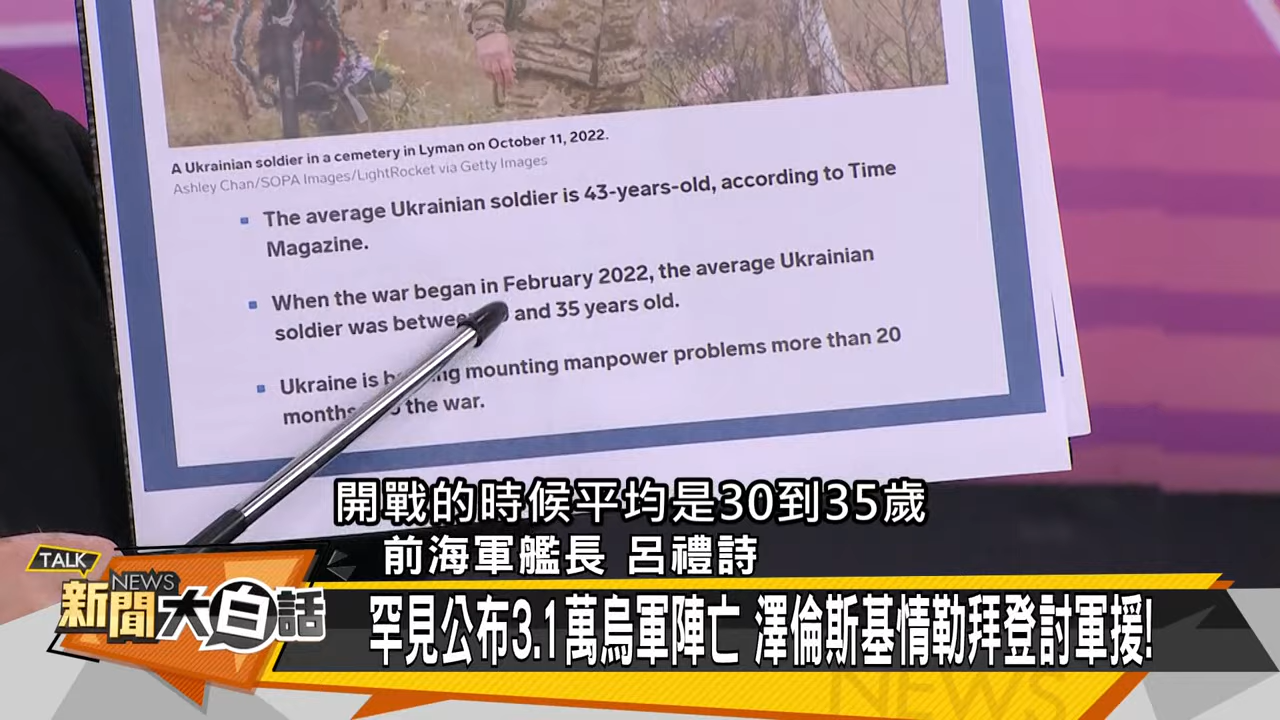 A Ukrainian soldier in a cemetery in Lyman on October 11, 2022.
Ashley Chan/SOPA Images/LightRocket via Getty Images
The average Ukrainian soldier is 43-years-old, according to Time
Magazine.
When the war began in February 2022, the average Ukrainian
soldier was between and 35 years old.
Ukraine is mounting manpower problems more than 20
months the war.
開戰的時候平均是30到35歲
前海軍艦長 呂禮詩
TALK
NEWS
新聞大白話
罕見公布3.1萬烏軍陣亡 澤倫斯基情勒拜登討軍援!
NEWS